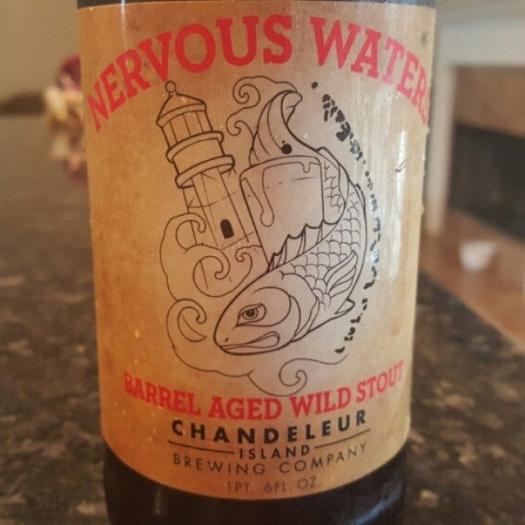 NERVOUS WATERS
BARREL AGED WILD STOUT
CHANDELEUR
ISLAND
BREWING COMPANY
1PT. 6FL. OZ.